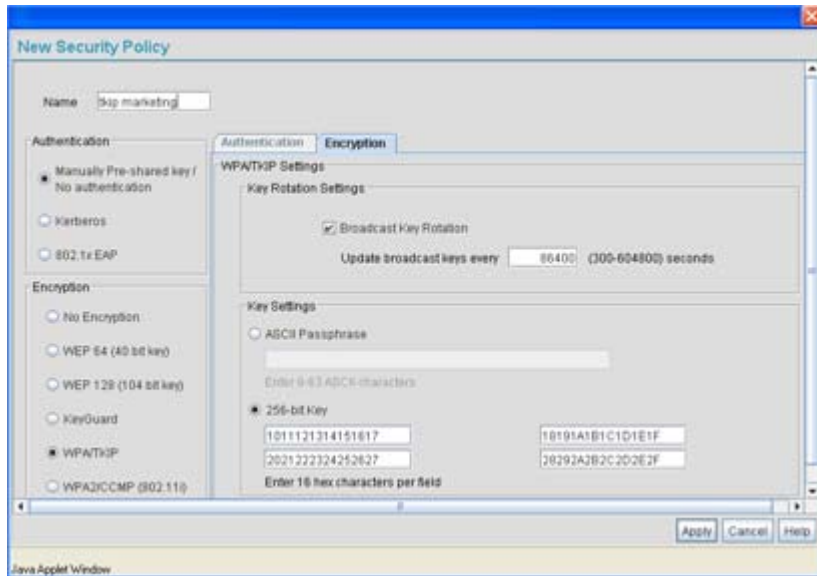 New Security Policy
Name tkip marketing
Authentication
Manually Pre-shared key /
No authentication
Kerberos
802.1x EAP
Encryption
No Encryption
WEP 64 (40 bit key)
WEP 128 (104 bit key)
KeyGuard
WPA/TKIP
WPA2/CCMP (802.11i)
Authentication Encryption
WPA/TKIP Settings
Key Rotation Settings
Broadcast Key Rotation
Update broadcast keys every 86400 (300-604800) seconds
Key Settings
ASCII Passphrase
Enter 8-63 ASCII characters
256-bit Key
1011121314151617 18191A1B1C1D1E1F
2021222324252627 28292A2B2C2D2E2F
Enter 16 hex characters per field
Apply Cancel Help
Java Applet Window